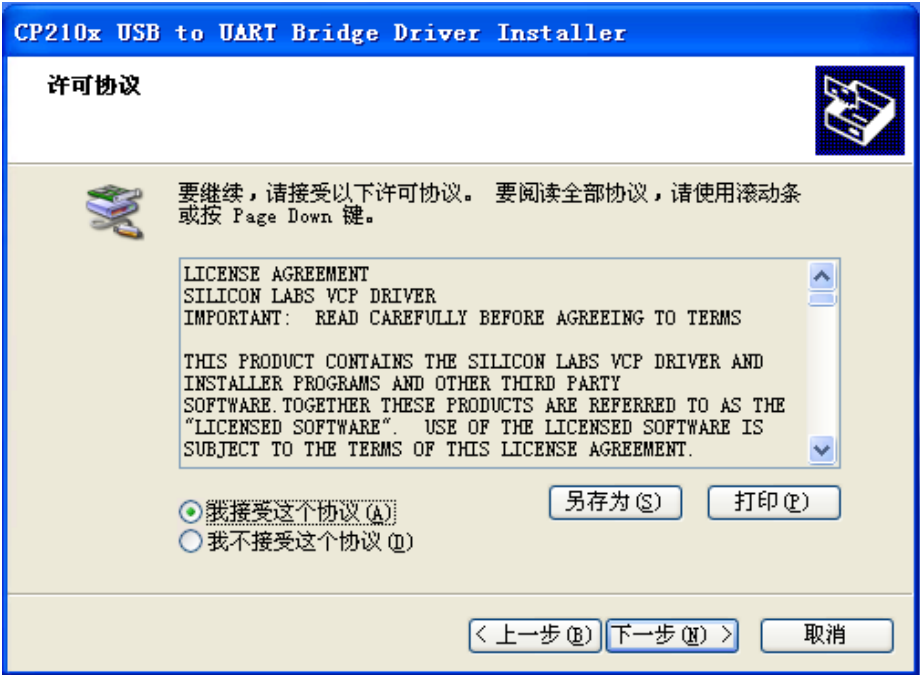 CP210x USB to UART Bridge Driver Installer
许可协议
要继续，请接受以下许可协议。 要阅读全部协议，请使用滚动条
或按 Page Down 键。
LICENSE AGREEMENT
SILICON LABS VCP DRIVER
IMPORTANT:  READ CAREFULLY BEFORE AGREEING TO TERMS
THIS PRODUCT CONTAINS THE SILICON LABS VCP DRIVER AND
INSTALLER PROGRAMS AND OTHER THIRD PARTY
SOFTWARE.TOGETHER THESE PRODUCTS ARE REFERRED TO AS THE
"LICENSED SOFTWARE".  USE OF THE LICENSED SOFTWARE IS
SUBJECT TO THE TERMS OF THIS LICENSE AGREEMENT.
另存为(S) 打印(P)
我接受这个协议(A)
我不接受这个协议(D)
< 上一步(B) 下一步(N) > 取消